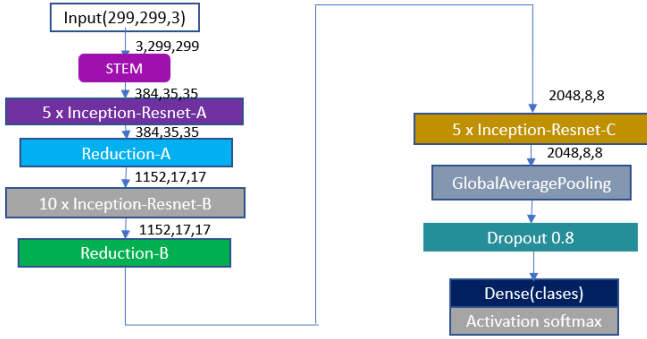 Input(299,299,3)
3,299,299
STEM
384,35,35
5 x Inception-Resnet-A
384,35,35
Reduction-A
1152,17,17
10 x Inception-Resnet-B
1152,17,17
Reduction-B
2048,8,8
5 x Inception-Resnet-C
2048,8,8
GlobalAveragePooling
Dropout 0.8
Dense(clases)
Activation softmax